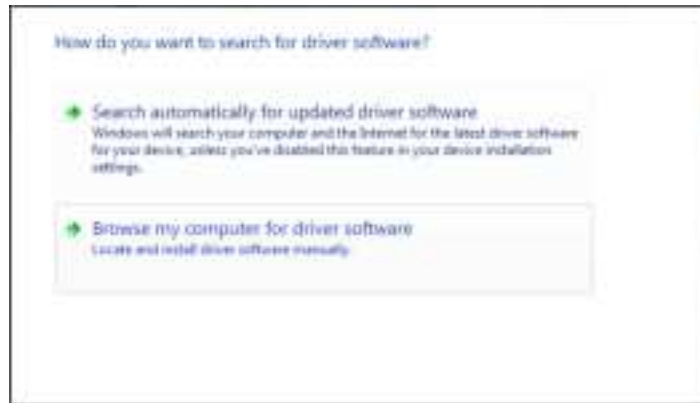 How do you want to search for driver software?
Search automatically for updated driver software
Windows will search your computer and the Internet for the latest driver software
for your device, unless you've disabled this feature in your device installation
settings.
Browse my computer for driver software
Locate and install driver software manually.